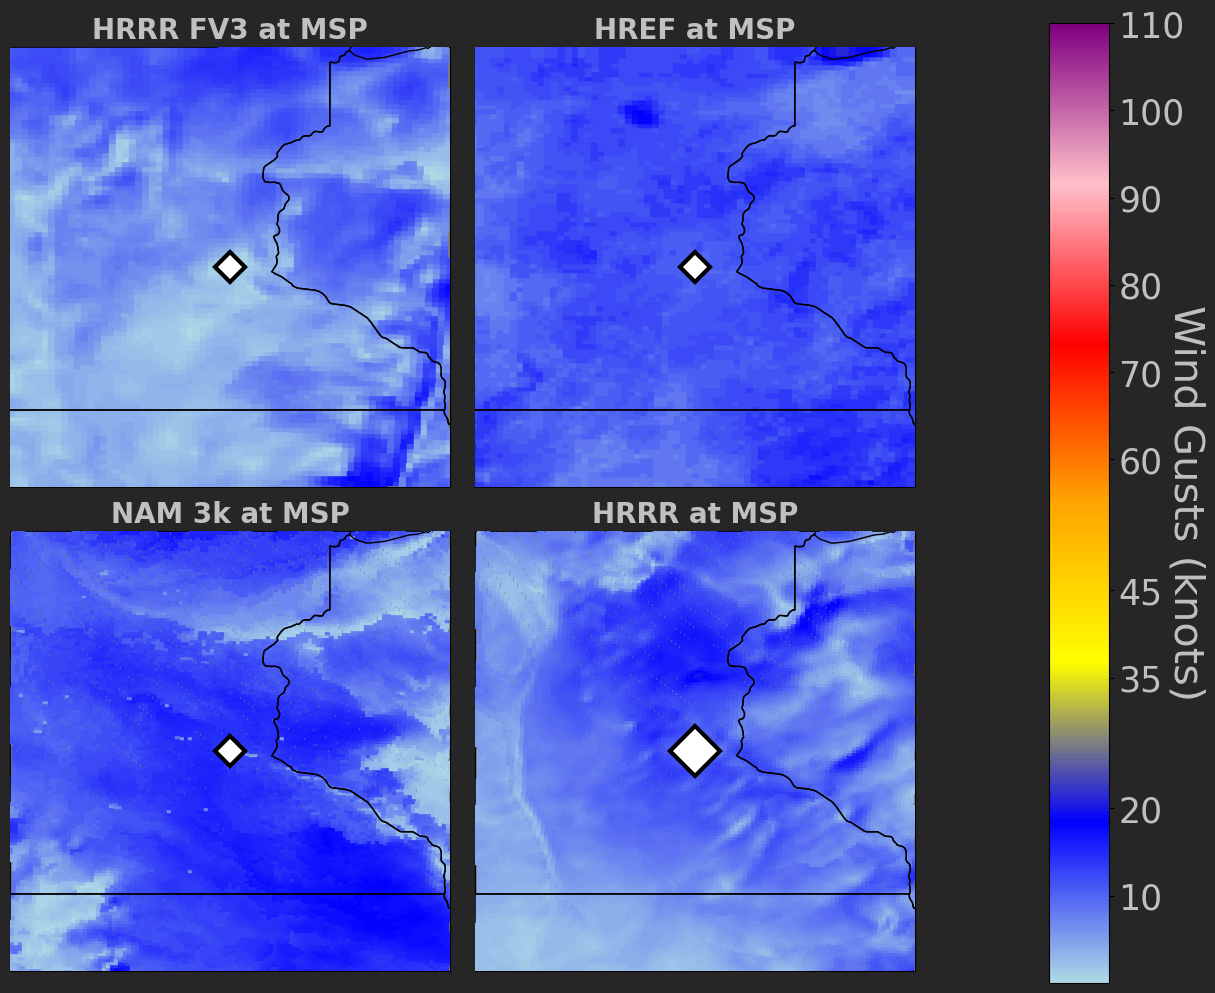 HRRR FV3 at MSP
HREF at MSP
NAM 3k at MSP
HRRR at MSP
110
100
90
80
70
60
45
35
20
10
Wind Gusts (knots)